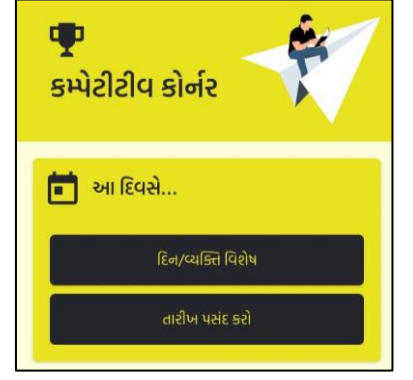 કમ્પેટીટીવ કોર્નર
આ દિવસે...
દિન/વ્યક્તિ વિશેષ
તારીખ પસંદ કરો